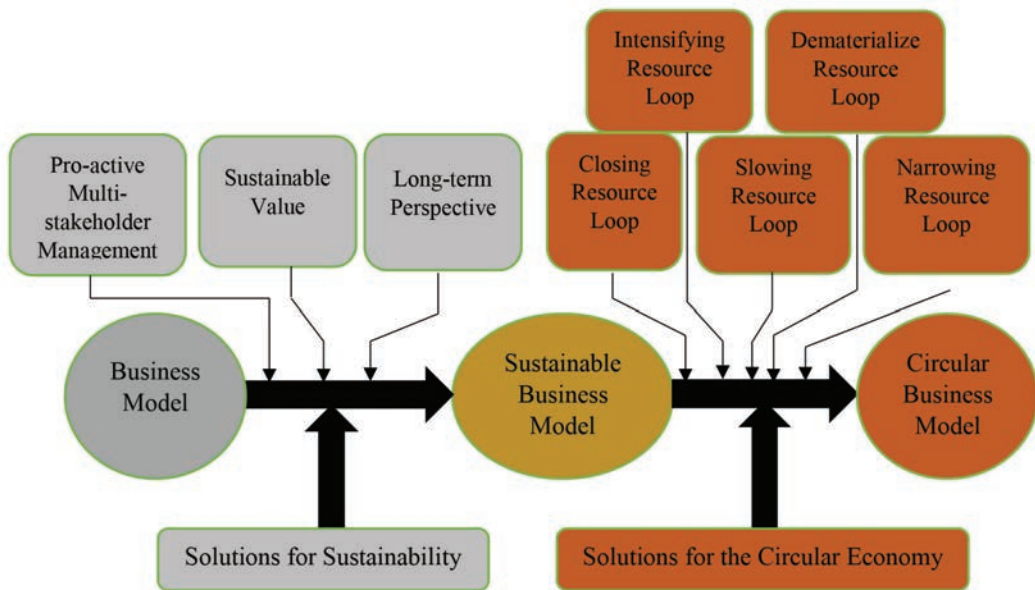 Intensifying
Resource
Loop
Dematerialize
Resource
Loop
Pro-active
Multi-
stakeholder
Management
Sustainable
Value
Long-term
Perspective
Closing
Resource
Loop
Slowing
Resource
Loop
Narrowing
Resource
Loop
Business
Model
Sustainable
Business
Model
Circular
Business
Model
Solutions for Sustainability
Solutions for the Circular Economy